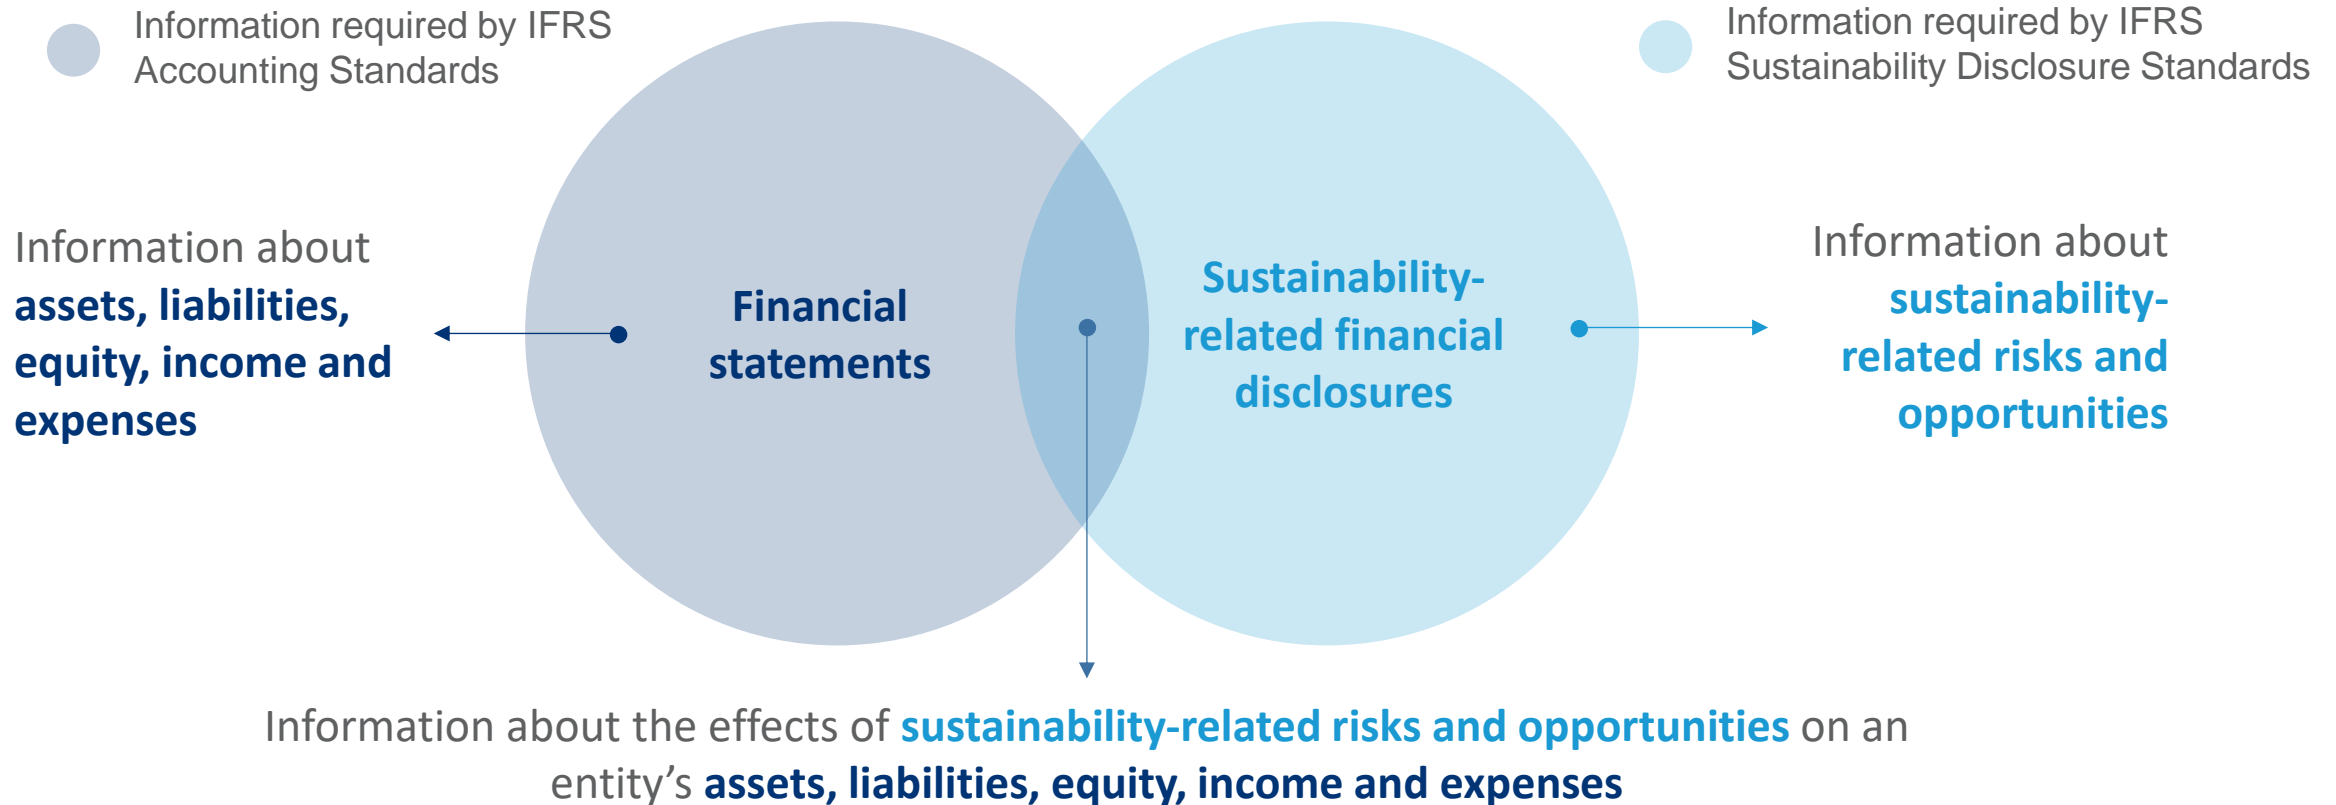 Information required by IFRS
Accounting Standards
Information required by IFRS
Sustainability Disclosure Standards
Information about
assets, liabilities,
equity, income and
expenses
Financial
statements
Sustainability-
related financial
disclosures
Information about
sustainability-
related risks and
opportunities
Information about the effects of sustainability-related risks and opportunities on an
entity’s assets, liabilities, equity, income and expenses